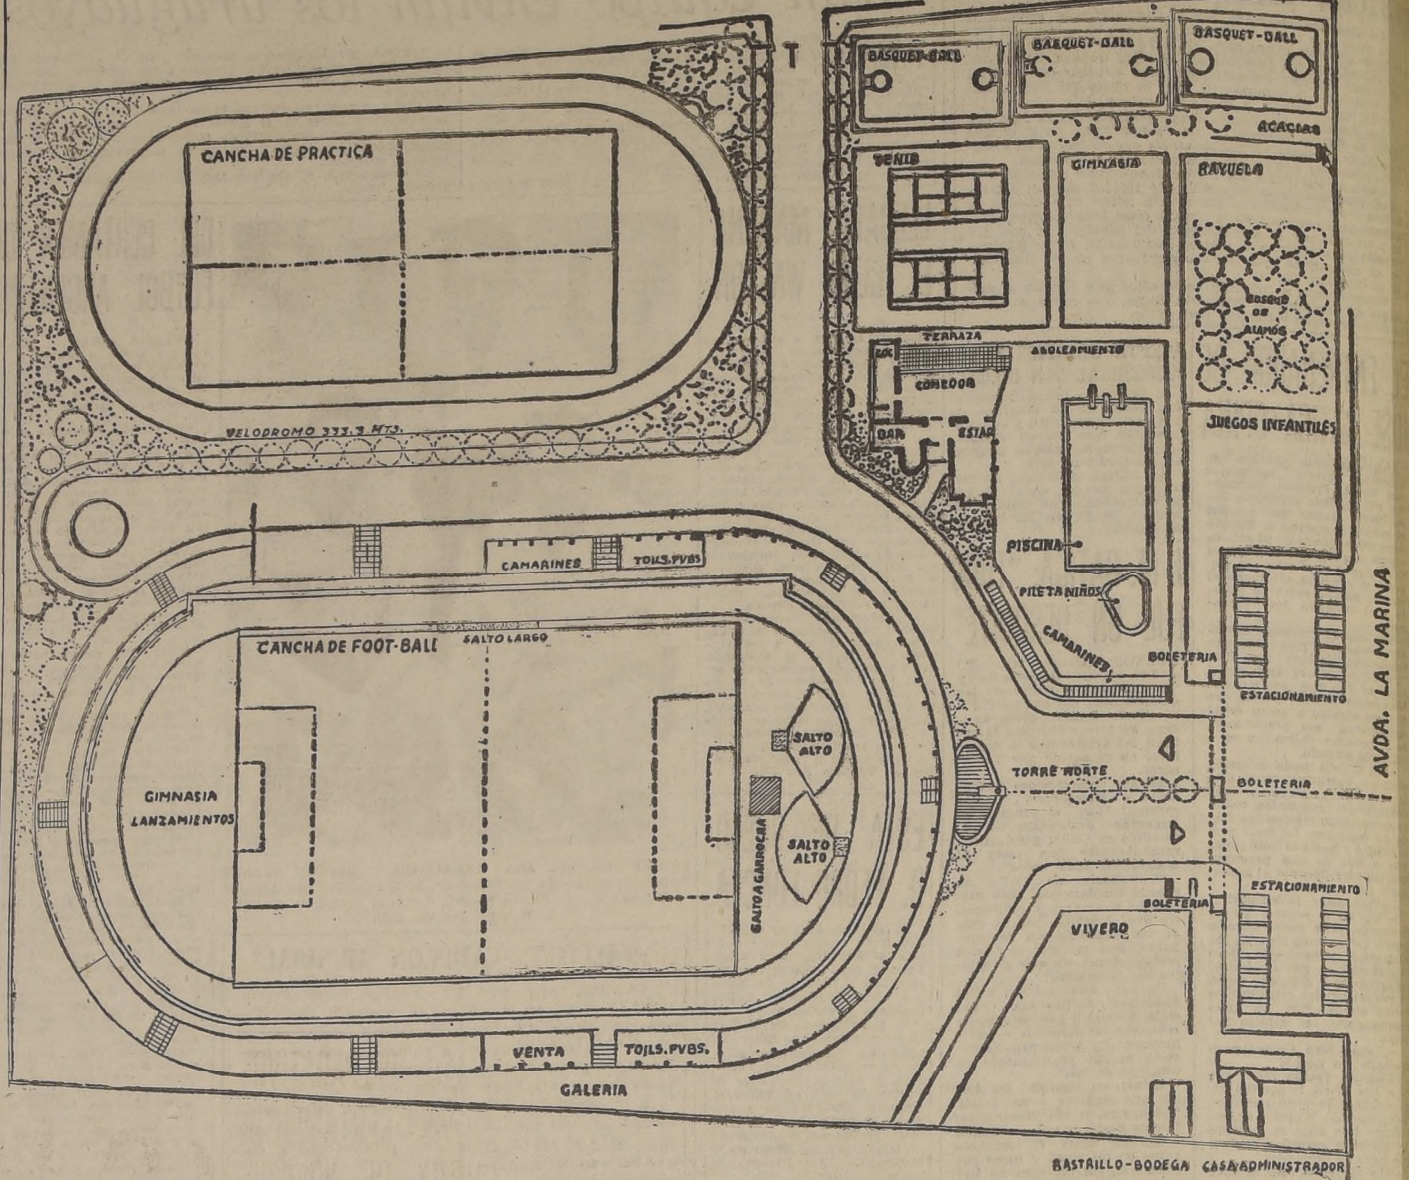 T
BASQUET-BALL
BASQUET-BALL
BASQUET-BALL
ACACIAS
CANCHA DE PRACTICA
TENIS
GIMNASIA
RAYUELA
BOSQUE
DE
ALAMOS
TERRAZA
ASOLEAMIENTO
COMEDOR
BAR
ESTAR
JUEGOS INFANTILES
VELODROMO 333.3 MTS.
PISCINA
CAMARINES
TOILS.PVBS
PILETA NIÑOS
CAMARINES
BOLETERIA
ESTACIONAMIENTO
AVDA. LA MARINA
CANCHA DE FOOT-BALL
SALTO LARGO
SALTO
ALTO
TORRE NORTE
BOLETERIA
GIMNASIA
LANZAMIENTOS
SALTO A GARROCHA
SALTO
ALTO
ESTACIONAMIENTO
BOLETERIA
VIVERO
VENTA
TOILS.PVBS.
GALERIA
RASTRILLO-BODEGA CASA ADMINISTRADOR